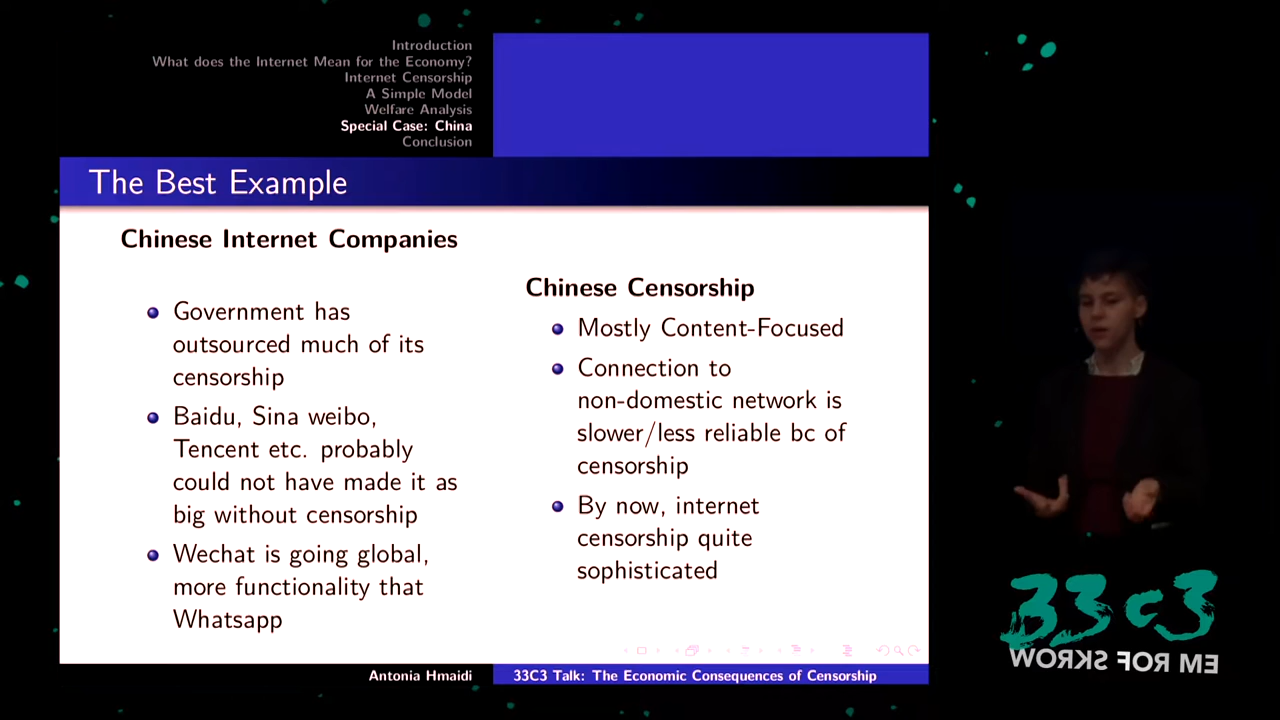 Introduction
What does the Internet Mean for the Economy?
Internet Censorship
A Simple Model
Welfare Analysis
Special Case: China
Conclusion
The Best Example
Chinese Internet Companies
Government has
outsourced much of its
censorship
Baidu, Sina weibo,
Tencent etc. probably
could not have made it as
big without censorship
Wechat is going global,
more functionality that
Whatsapp
Chinese Censorship
Mostly Content-Focused
Connection to
non-domestic network is
slower/less reliable bc of
censorship
By now, internet
censorship quite
sophisticated
Antonia Hmaidi
33C3 Talk: The Economic Consequences of Censorship
33c3
WORKS FOR ME